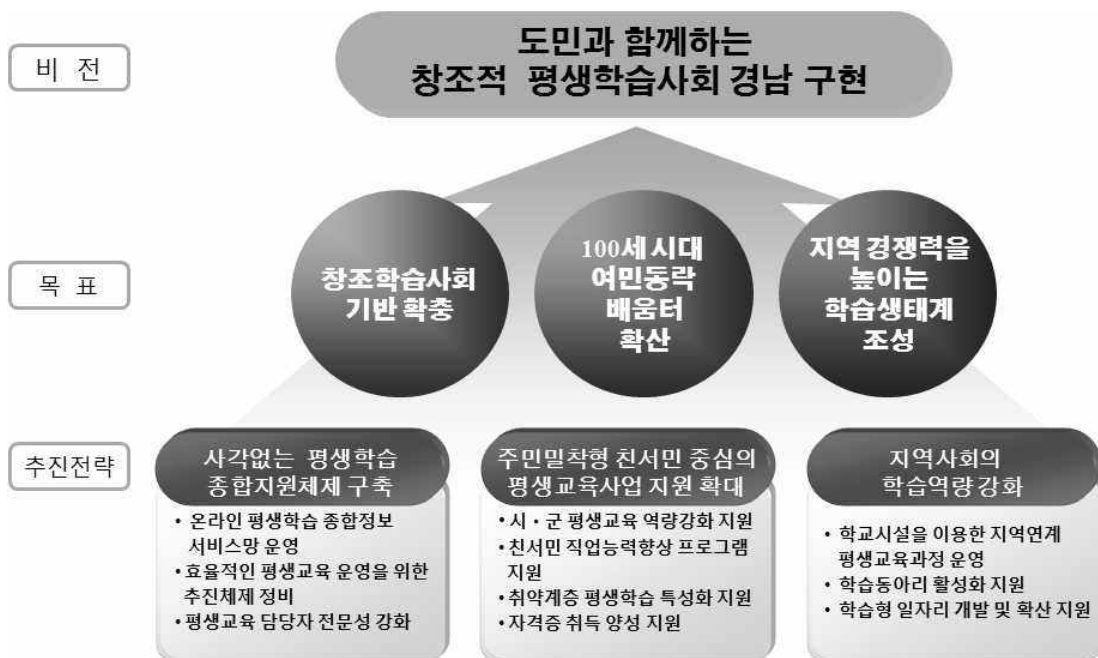 비 전
도민과 함께하는
창조적 평생학습사회 경남 구현
목 표
창조학습사회
기반 확충
100세 시대
여민동락
배움터
확산
지역 경쟁력을
높이는
학습생태계
조성
추진전략
사각없는 평생학습
종합지원체제 구축
• 온라인 평생학습 종합정보
서비스망 운영
• 효율적인 평생교육 운영을 위한
추진체제 정비
• 평생교육 담당자 전문성 강화
주민밀착형 친서민 중심의
평생교육사업 지원 확대
• 시·군 평생교육 역량강화 지원
• 친서민 직업능력향상 프로그램
지원
• 취약계층 평생학습 특성화 지원
• 자격증 취득 양성 지원
지역사회의
학습역량 강화
• 학교시설을 이용한 지역연계
평생교육과정 운영
• 학습동아리 활성화 지원
• 학습형 일자리 개발 및 확산 지원